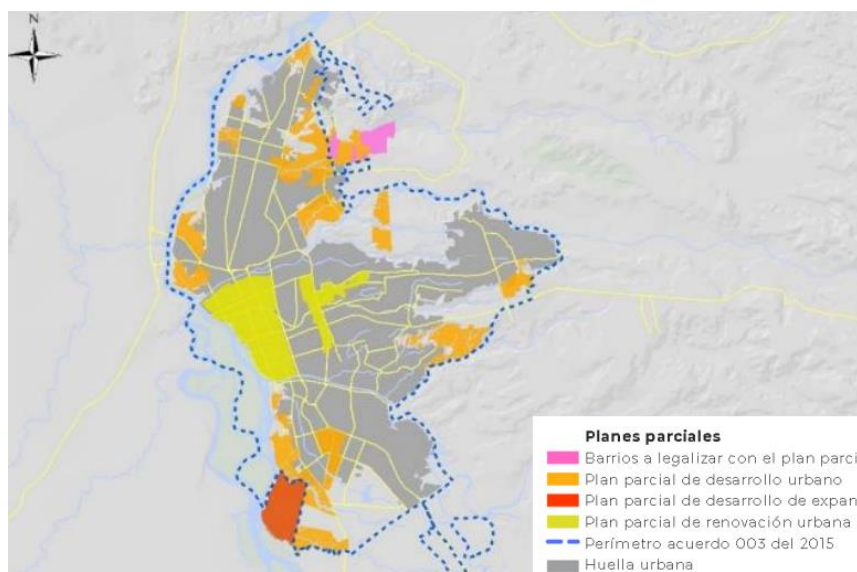 N
Planes parciales
Barrios a legalizar con el plan parci
Plan parcial de desarrollo urbano
Plan parcial de desarrollo de expan
Plan parcial de renovación urbana
Perímetro acuerdo 003 del 2015
Huella urbana